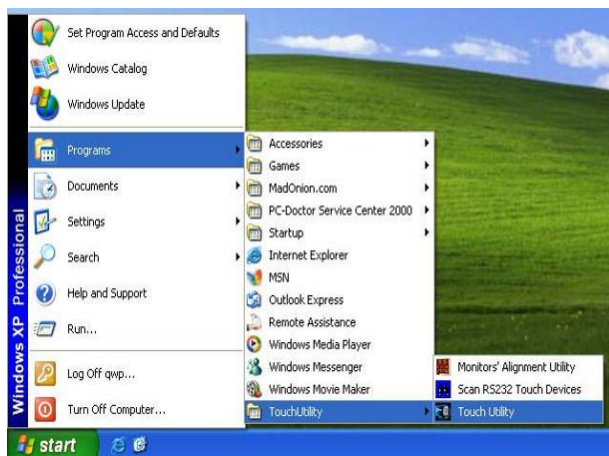 Set Program Access and Defaults
Windows Catalog
Windows Update
Programs
Documents
Settings
Search
Help and Support
Run...
Log Off qwp...
Turn Off Computer...
Windows XP Professional
start
Accessories
Games
MadOnion.com
PC-Doctor Service Center 2000
Startup
Internet Explorer
MSN
Outlook Express
Remote Assistance
Windows Media Player
Windows Messenger
Windows Movie Maker
TouchUtility
Monitors' Alignment Utility
Scan RS232 Touch Devices
Touch Utility